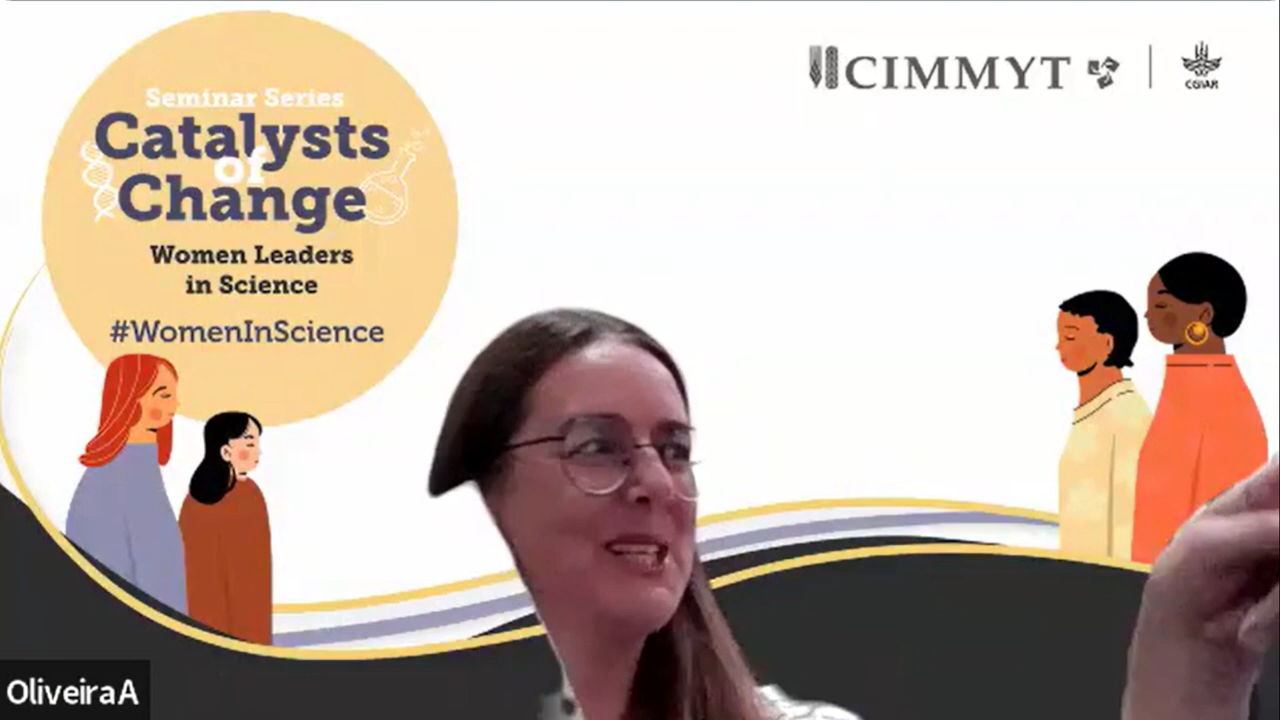 Seminar Series
Catalysts
of
Change
Women Leaders
in Science
#WomenInScience
CIMMYT
CGIAR
OliveiraA